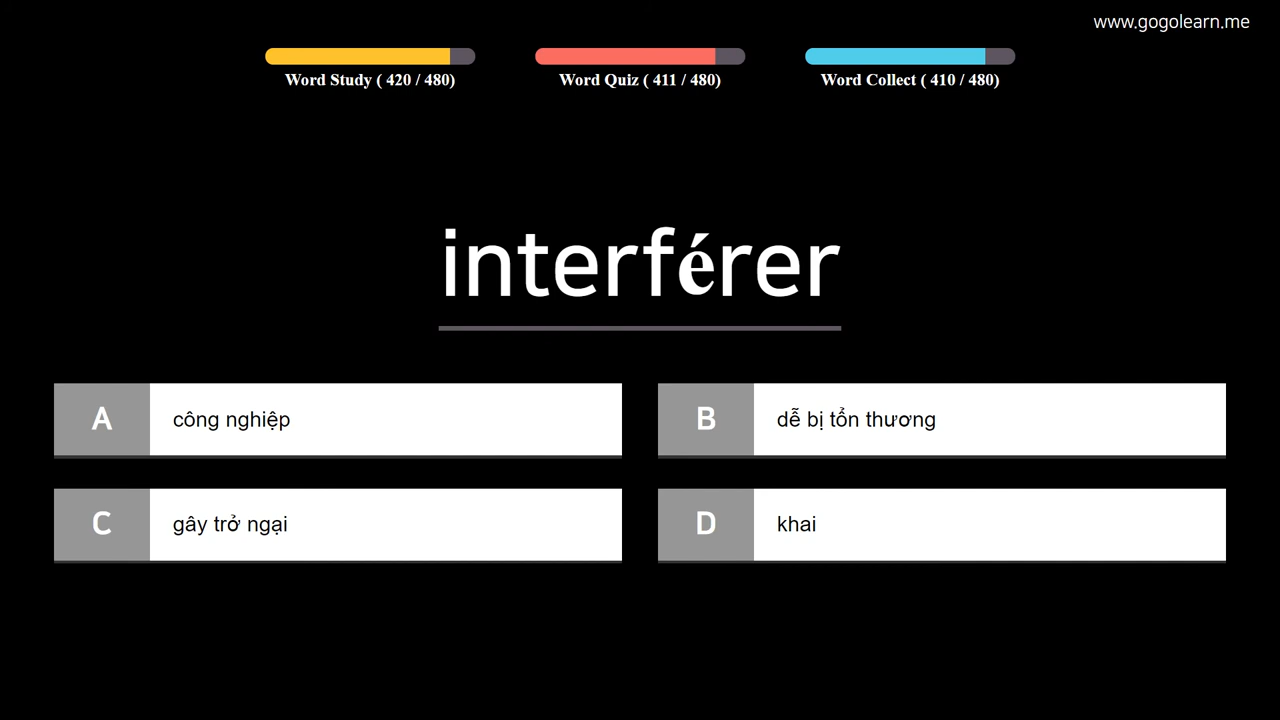 www.gogolearn.me
Word Study ( 420 / 480)
Word Quiz ( 411 / 480)
Word Collect ( 410 / 480)
interférer
A
công nghiệp
B
dễ bị tổn thương
C
gây trở ngại
D
khai